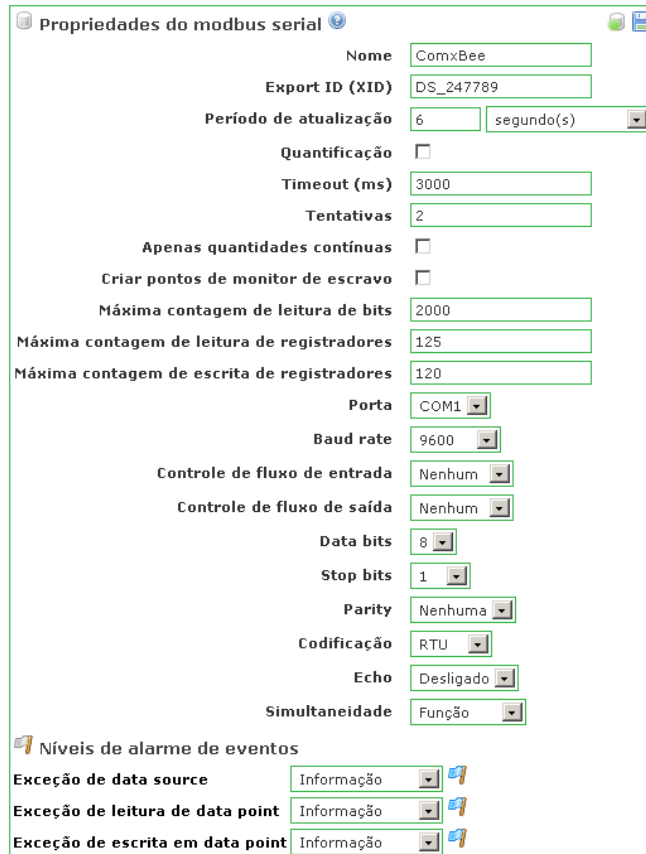 Propriedades do modbus serial
Nome ComxBee
Export ID (XID) DS_247789
Período de atualização 6 segundo(s)
Quantificação
Timeout (ms) 3000
Tentativas 2
Apenas quantidades contínuas
Criar pontos de monitor de escravo
Máxima contagem de leitura de bits 2000
Máxima contagem de leitura de registradores 125
Máxima contagem de escrita de registradores 120
Porta COM1
Baud rate 9600
Controle de fluxo de entrada Nenhum
Controle de fluxo de saída Nenhum
Data bits 8
Stop bits 1
Parity Nenhuma
Codificação RTU
Echo Desligado
Simultaneidade Função
Níveis de alarme de eventos
Exceção de data source Informação
Exceção de leitura de data point Informação
Exceção de escrita em data point Informação